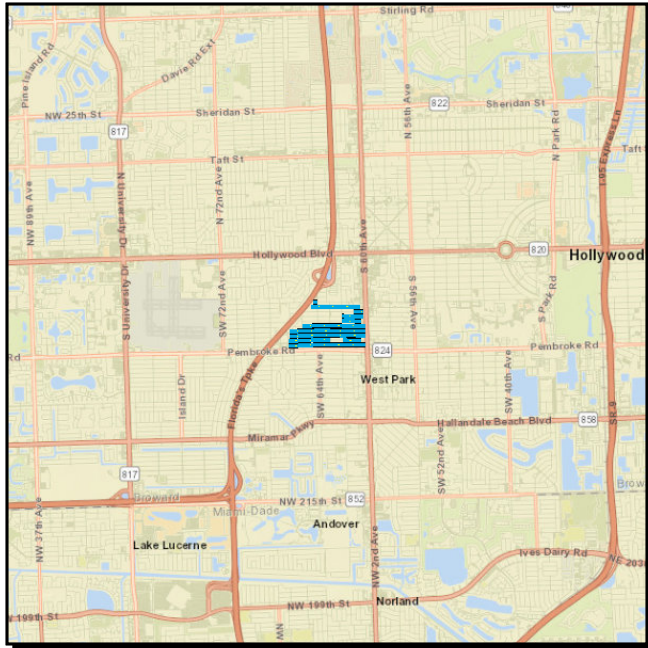 Stirling Rd
Pine Island Rd
Davie Rd Ext
NW 25th St
Sheridan St
N 56th Ave
822
Sheridan St
817
N University Dr
Taft St
N 72nd Ave
N Park Rd
I-95 Express Ln
Taft
NW 89th Ave
S 60th Ave
Hollywood Blvd
820
Hollywood
S University Dr
SW 72nd Ave
S 56th Ave
S Park Rd
Rd
Pembroke Rd
824
Pembroke Rd
Island Dr
Florida's Tpke
SW 64th Ave
West Park
SW 40th Ave
SR 9
Miramar Pkwy
Hallandale Beach Blvd
858
817
SW 52nd Ave
Broward
Miami-Dade
NW 215th St
852
Brow
NW 37th Ave
Andover
Lake Lucerne
NW 2nd Ave
Ives Dairy Rd
NE 203
199th St
NW 199th St
Norland
NW